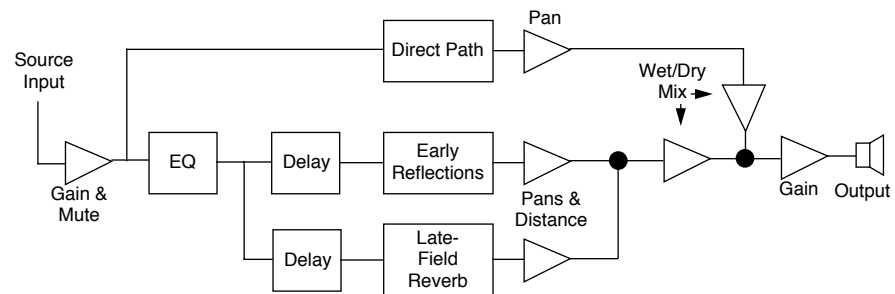 Pan
Direct Path
Source
Input
Wet/Dry
Mix
EQ
Delay
Early
Reflections
Gain &
Mute
Pans &
Distance
Gain
Output
Delay
Late-
Field
Reverb